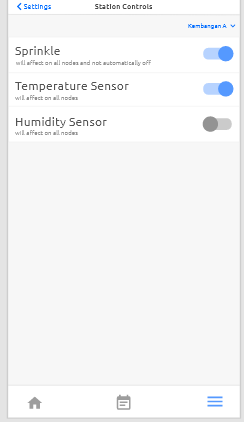 Settings
Station Controls
Kembangan A
Sprinkle
will affect on all nodes and not automatically off
Temperature Sensor
will affect on all nodes
Humidity Sensor
will affect on all nodes